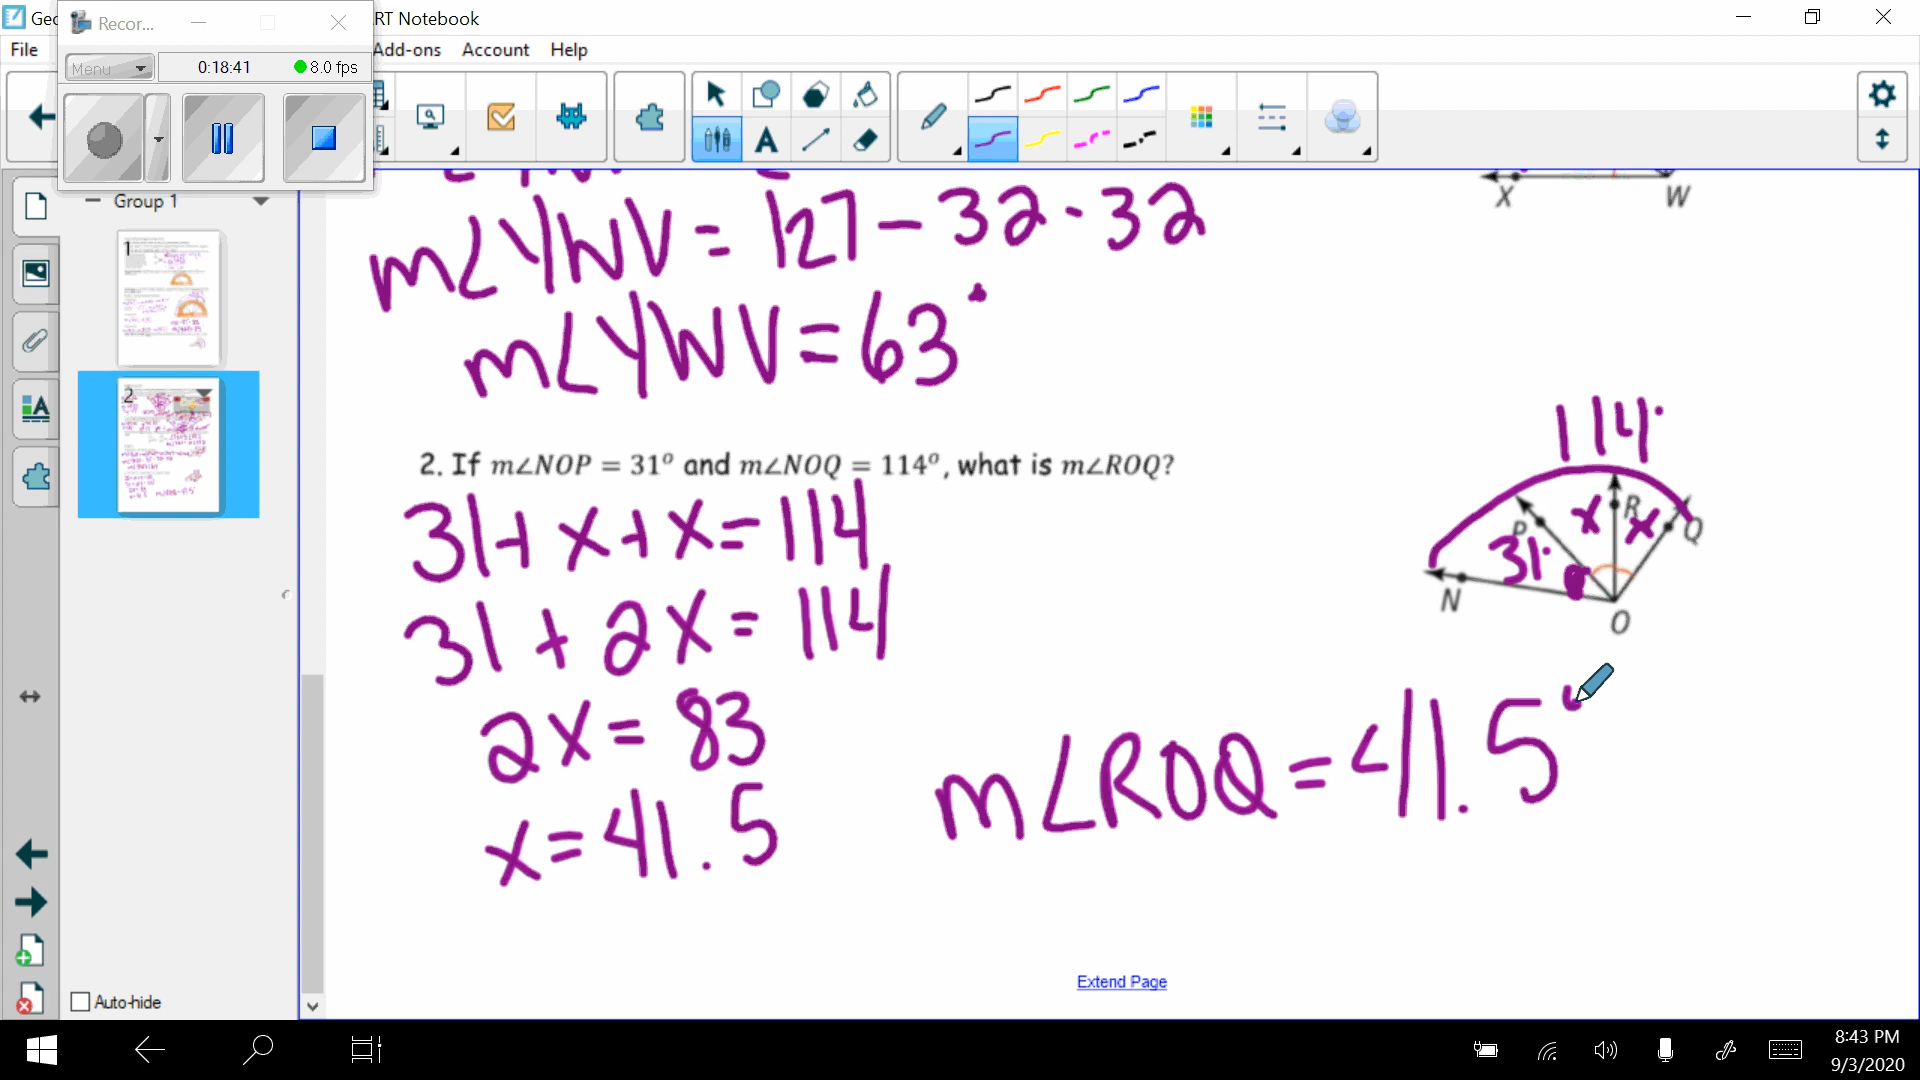 Geo
Recor...
RT Notebook
File
Add-ons Account Help
Menu
0:18:41
8.0 fps
Group 1
1
2
X
W
m∠YWV = 127 - 32 - 32
m∠YWV = 63°
2. If m∠NOP = 31° and m∠NOQ = 114°, what is m∠ROQ?
31 + x + x = 114
31 + 2x = 114
2x = 83
x = 41.5
m∠ROQ = 41.5°
114°
P
R
Q
x
x
31°
N
O
Extend Page
Auto-hide
8:43 PM
9/3/2020